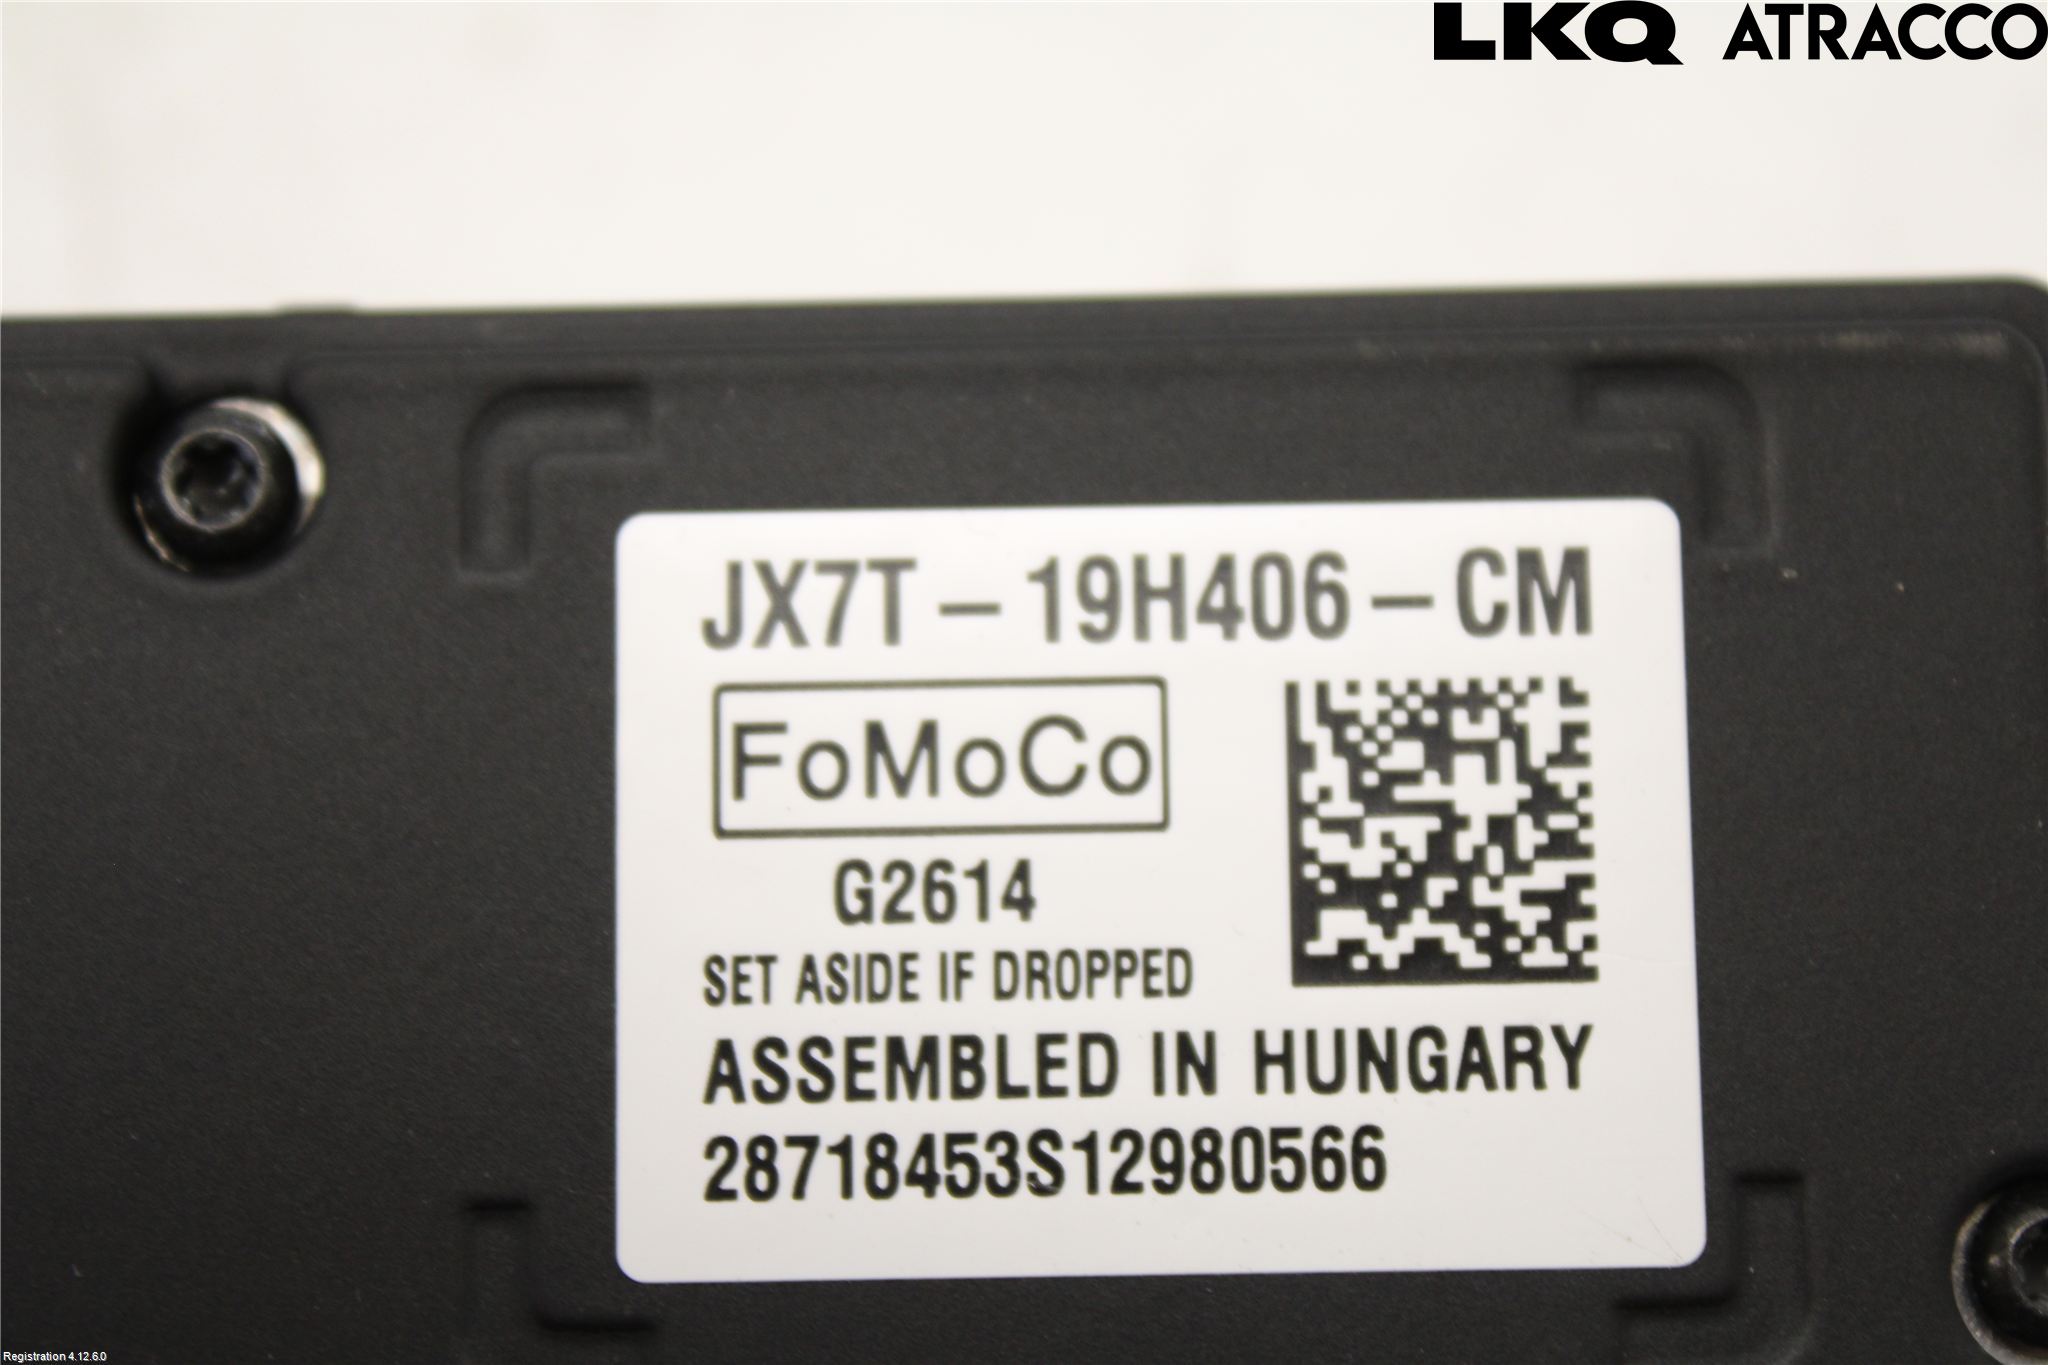 LKQ ATRACCO
JX7T-19H406-CM
FoMoCo
G2614
SET ASIDE IF DROPPED
ASSEMBLED IN HUNGARY
28718453S12980566
Registration 4.12.6.0